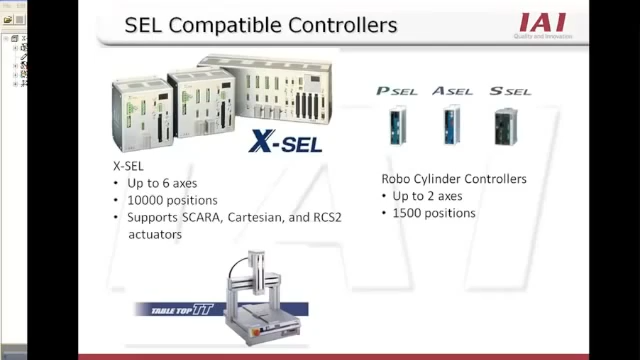 SEL Compatible Controllers
IAI
Quality and Innovation
X-SEL
PSEL ASEL SSEL
X-SEL
• Up to 6 axes
• 10000 positions
• Supports SCARA, Cartesian, and RCS2
actuators
Robo Cylinder Controllers
• Up to 2 axes
• 1500 positions
TABLE TOP TT